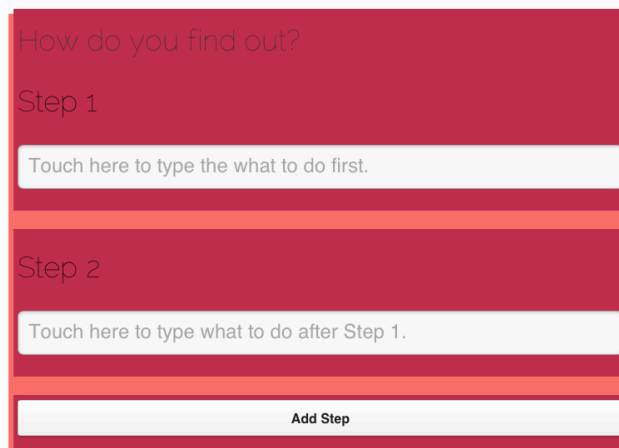 How do you find out?
Step 1
Touch here to type the what to do first.
Step 2
Touch here to type what to do after Step 1.
Add Step